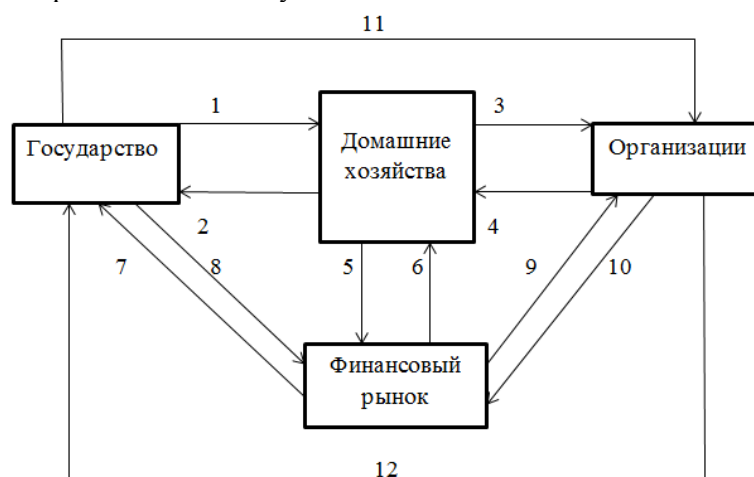 11
1
3
Государство
Домашние
хозяйства
Организации
2
4
7
8
5
6
9
10
Финансовый
рынок
12